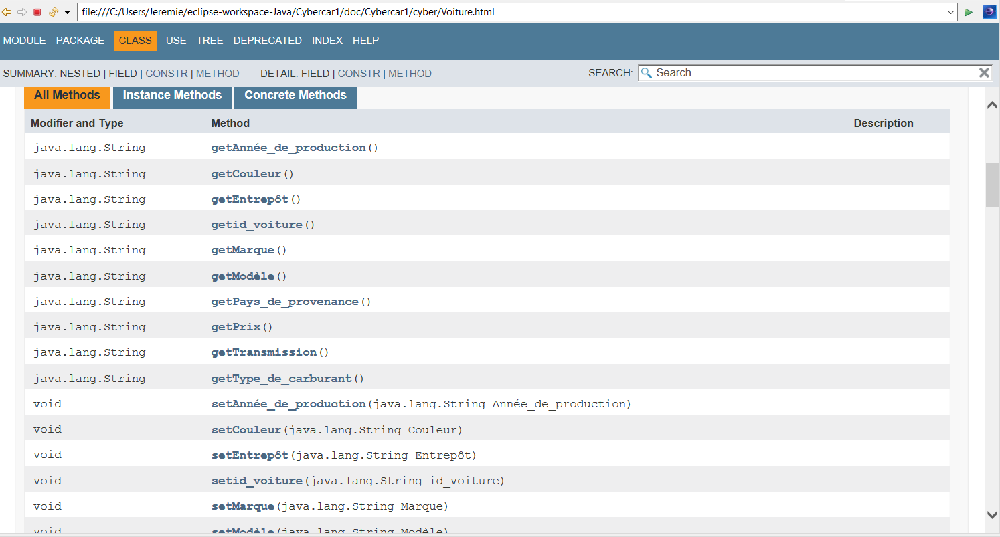 file:///C:/Users/Jeremie/eclipse-workspace-Java/Cybercar1/doc/Cybercar1/cyber/Voiture.html
MODULE PACKAGE CLASS USE TREE DEPRECATED INDEX HELP
SUMMARY: NESTED | FIELD | CONSTR | METHOD DETAIL: FIELD | CONSTR | METHOD SEARCH: Search
All Methods Instance Methods Concrete Methods
Modifier and Type Method Description
java.lang.String getAnnée_de_production()
java.lang.String getCouleur()
java.lang.String getEntrepôt()
java.lang.String getid_voiture()
java.lang.String getMarque()
java.lang.String getModèle()
java.lang.String getPays_de_provenance()
java.lang.String getPrix()
java.lang.String getTransmission()
java.lang.String getType_de_carburant()
void setAnnée_de_production(java.lang.String Année_de_production)
void setCouleur(java.lang.String Couleur)
void setEntrepôt(java.lang.String Entrepôt)
void setid_voiture(java.lang.String id_voiture)
void setMarque(java.lang.String Marque)
void setModèle(java.lang.String Modèle)